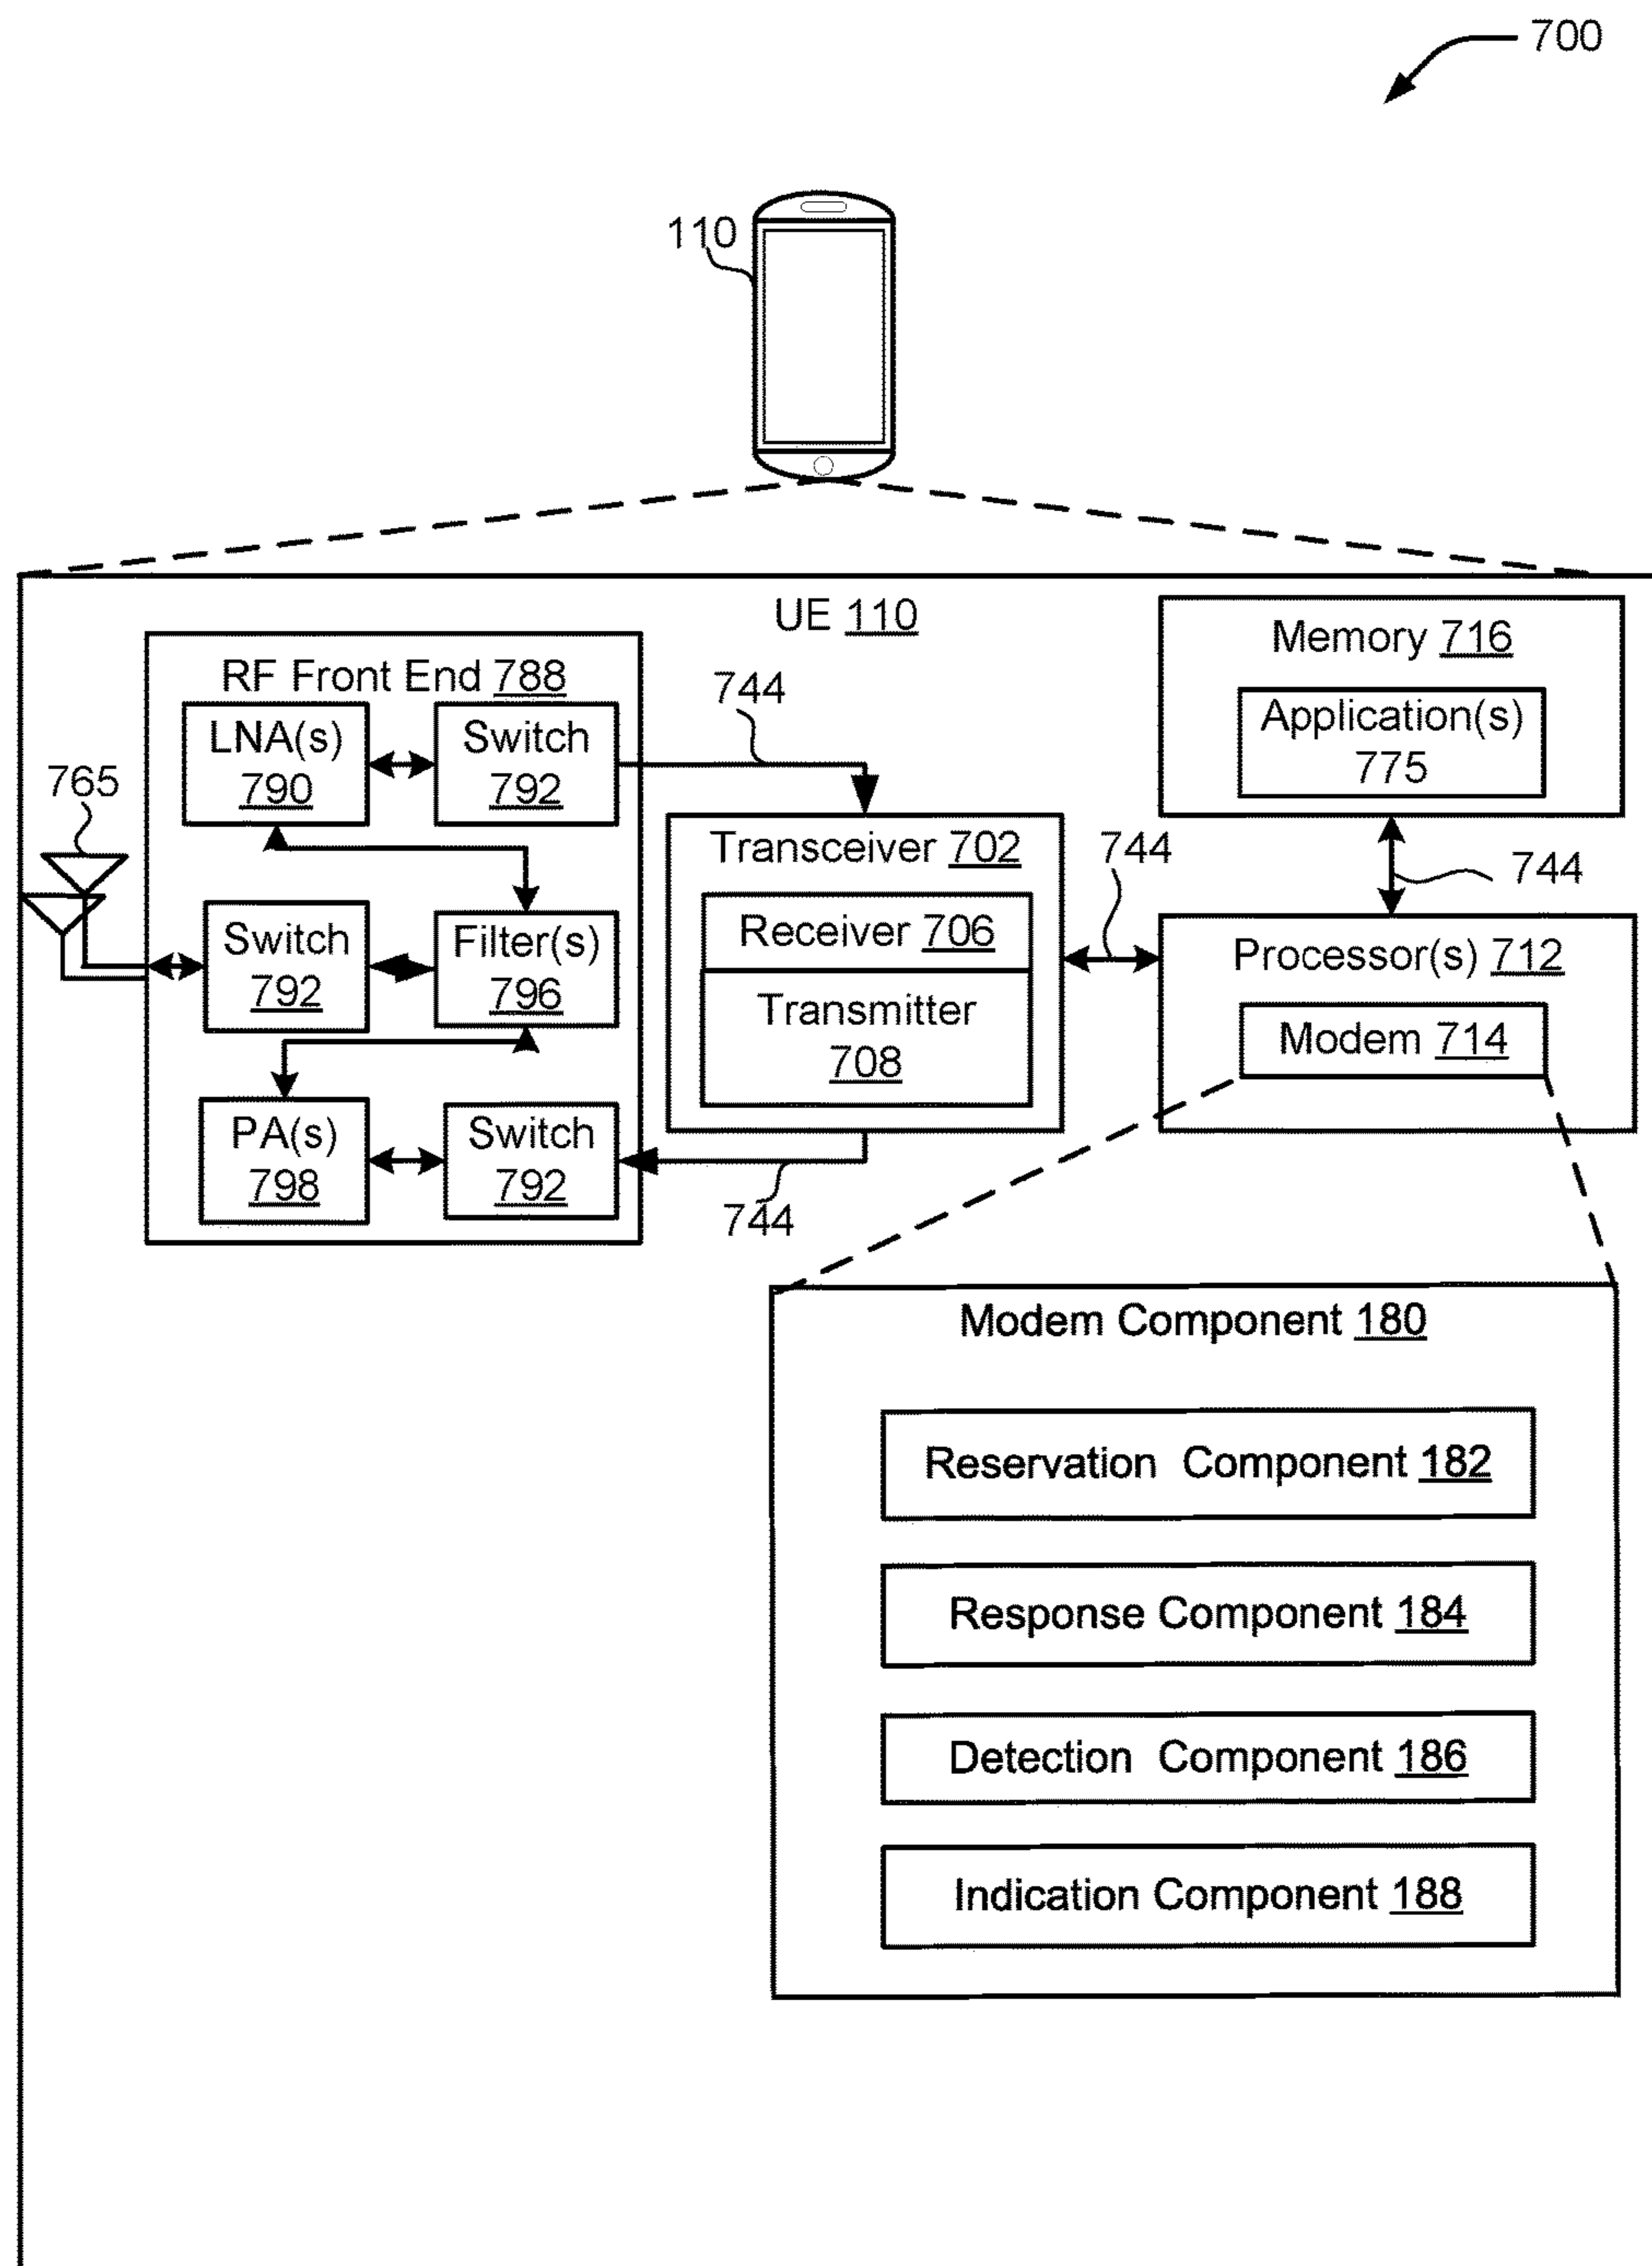 700
110
UE 110
RF Front End 788
LNA(s)
790
Switch
792
744
765
Switch
792
Filter(s)
796
PA(s)
798
Switch
792
744
Transceiver 702
Receiver 706
Transmitter
708
744
Memory 716
Application(s)
775
744
Processor(s) 712
Modem 714
Modem Component 180
Reservation Component 182
Response Component 184
Detection Component 186
Indication Component 188